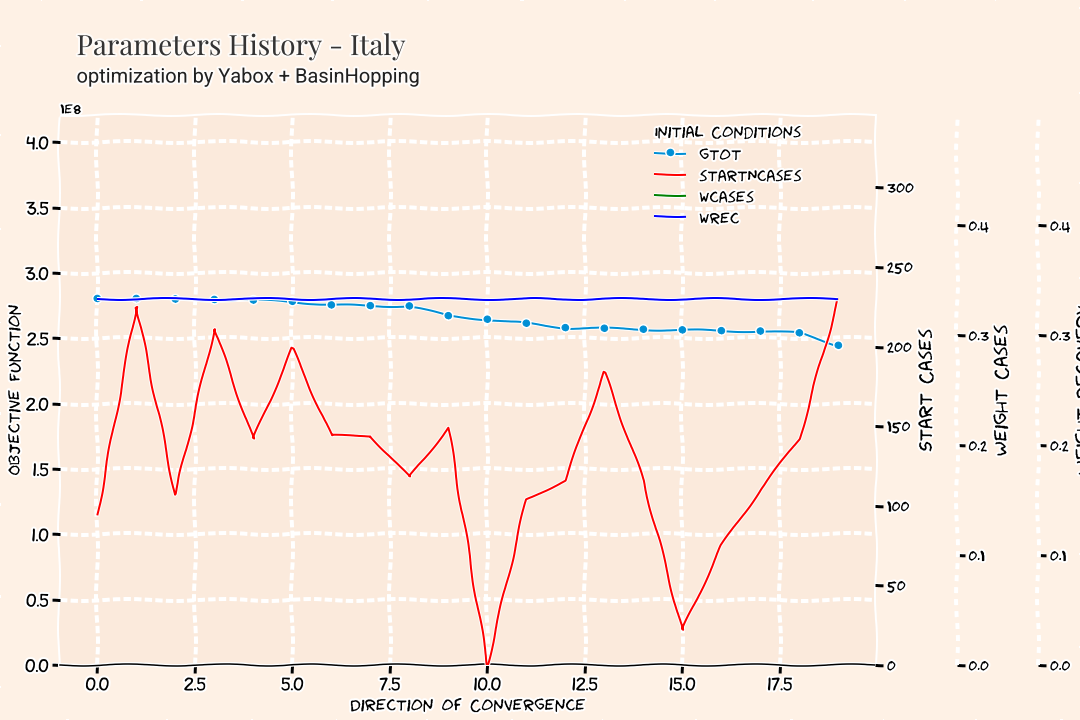 Parameters History - Italy
optimization by Yabox + BasinHopping
1E8
4.0
3.5
3.0
2.5
2.0
1.5
1.0
0.5
0.0
OBJECTIVE FUNCTION
INITIAL CONDITIONS
GTOT
STARTNCASES
WCASES
WREC
300
250
200
150
100
50
0
START CASES
0.4
0.3
0.2
0.1
0.0
WEIGHT CASES
0.4
0.3
0.2
0.1
0.0
0.0
2.5
5.0
7.5
10.0
12.5
15.0
17.5
DIRECTION OF CONVERGENCE